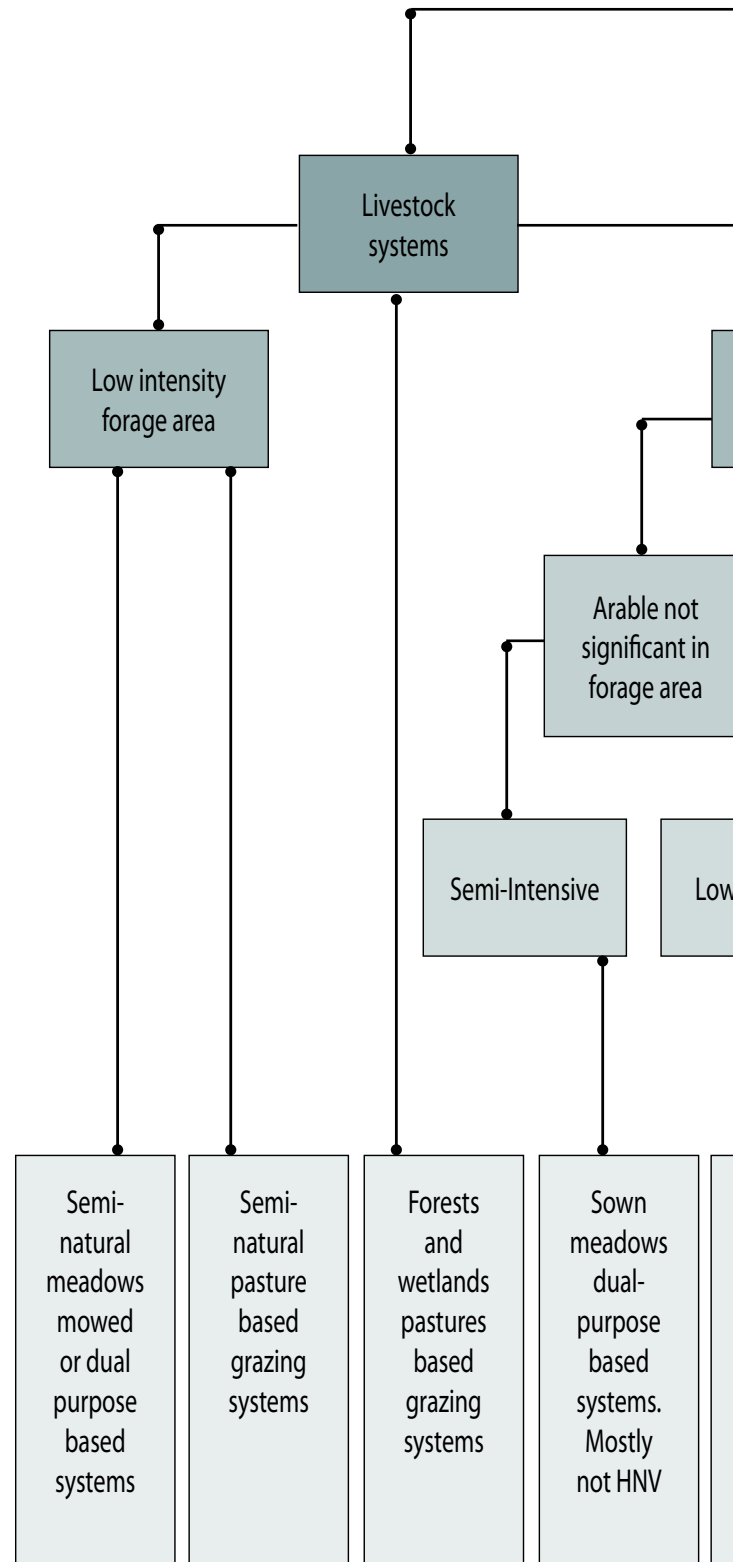 Livestock
systems
Low intensity
forage area
Arable not
significant in
forage area
Semi-Intensive
Low
Semi-
natural
meadows
mowed
or dual
purpose
based
systems
Semi-
natural
pasture
based
grazing
systems
Forests
and
wetlands
pastures
based
grazing
systems
Sown
meadows
dual-
purpose
based
systems.
Mostly
not HNV